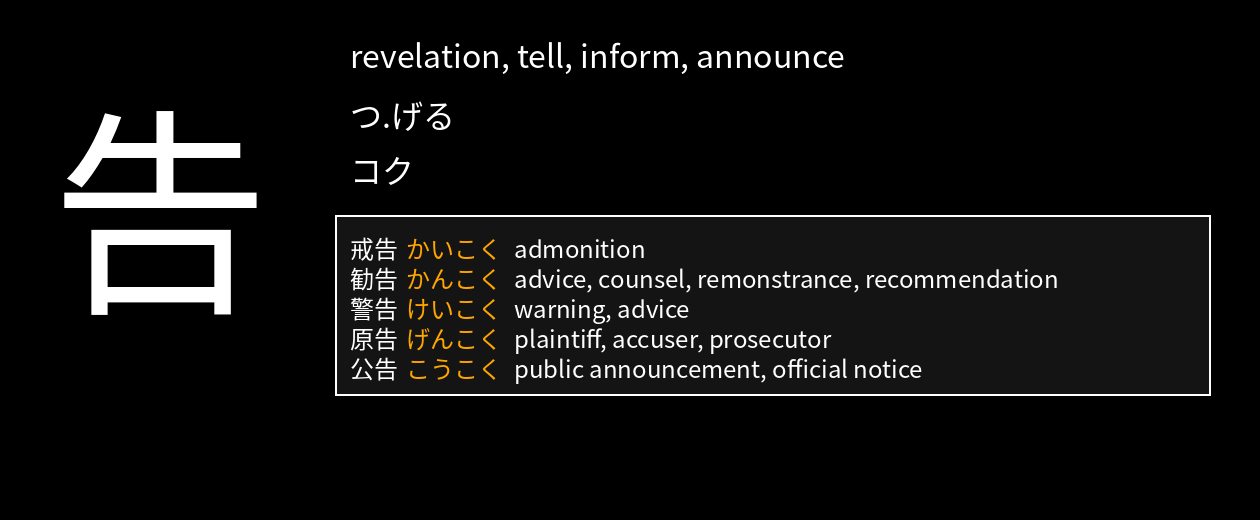 告
revelation, tell, inform, announce
つ.げる
コク
戒告 かいこく admonition
勧告 かんこく advice, counsel, remonstrance, recommendation
警告 けいこく warning, advice
原告 げんこく plaintiff, accuser, prosecutor
公告 こうこく public announcement, official notice